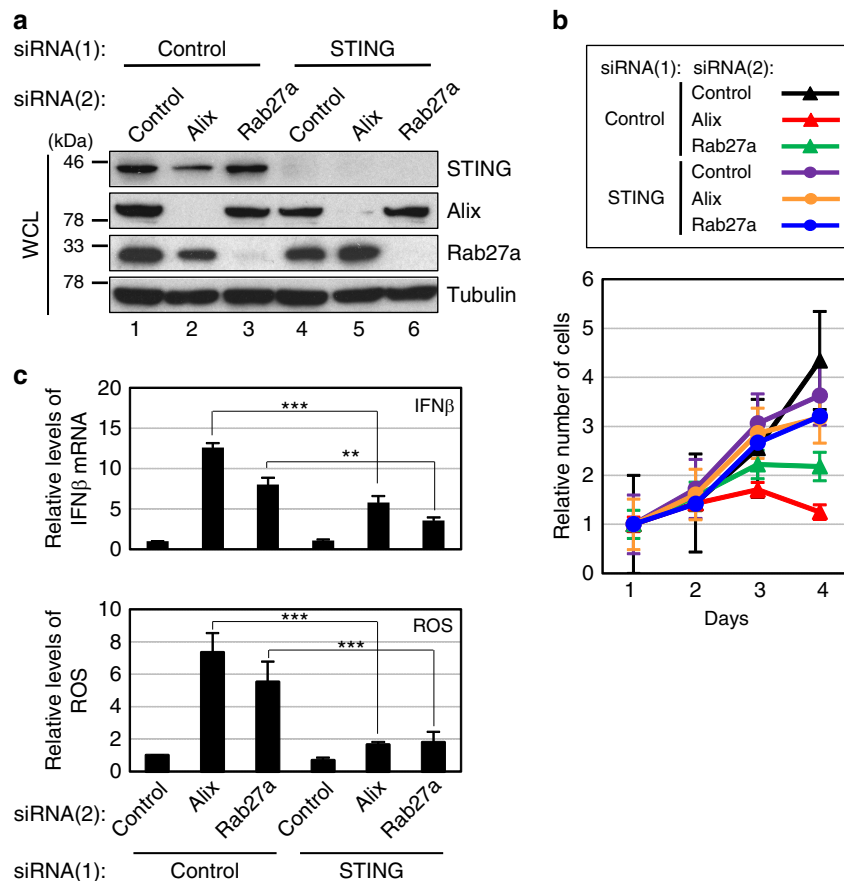 a
siRNA(1): Control STING
siRNA(2): Control Alix Rab27a Control Alix Rab27a
(kDa)
WCL
46 STING
78 Alix
33 Rab27a
78 Tubulin
1 2 3 4 5 6
b
siRNA(1): siRNA(2):
Control
Control
Alix
Rab27a
STING
Control
Alix
Rab27a
Relative number of cells
6
5
4
3
2
1
0
1 2 3 4
Days
c
Relative levels of
IFNβ mRNA
20
15
10
5
0
IFNβ
***
**
Relative levels of
ROS
10
8
6
4
2
0
ROS
***
***
siRNA(2): Control Alix Rab27a Control Alix Rab27a
siRNA(1): Control STING